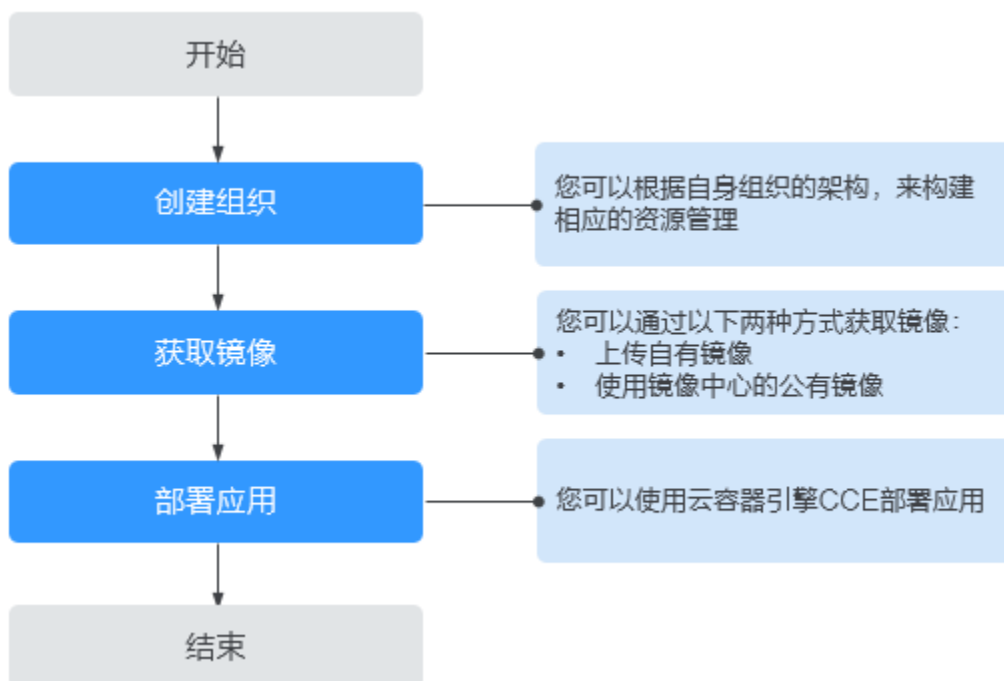 开始
创建组织
您可以根据自身组织的架构，来构建
相应的资源管理
获取镜像
您可以通过以下两种方式获取镜像：
• 上传自有镜像
• 使用镜像中心的公有镜像
部署应用
您可以使用云容器引擎CCE部署应用
结束